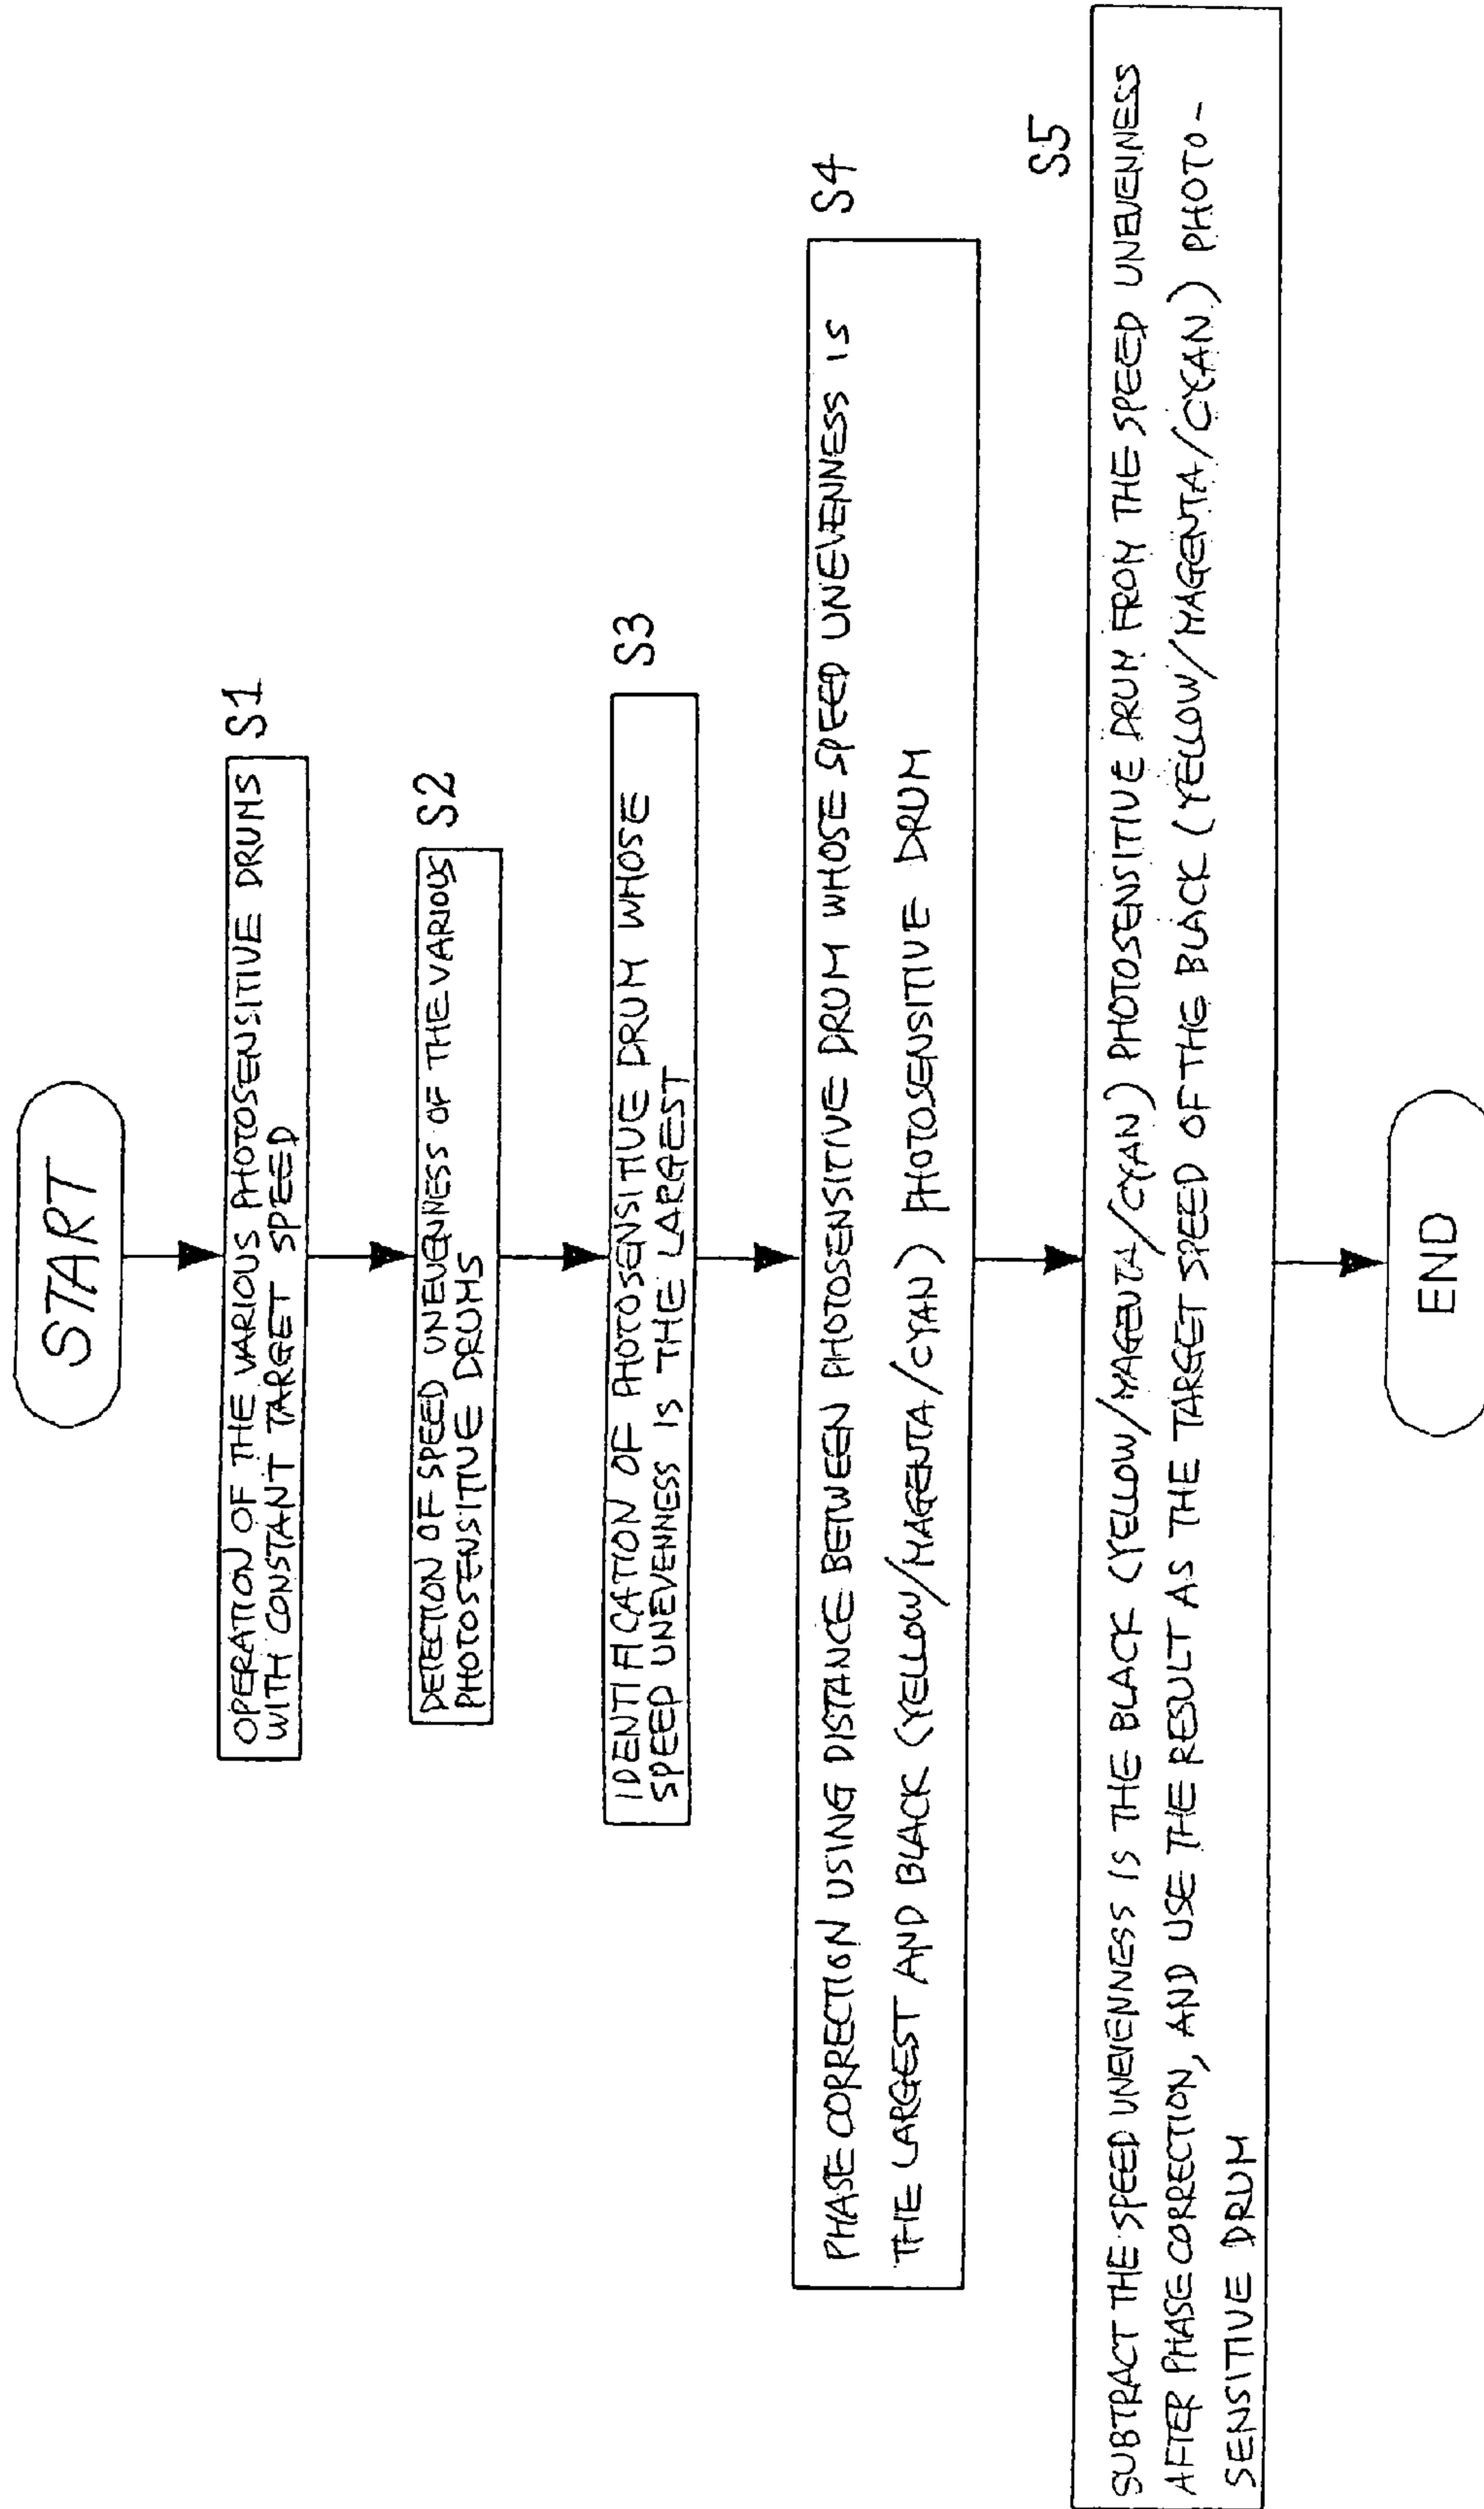 START
OPERATION OF THE VARIOUS PHOTOSENSITIVE DRUMS
WITH CONSTANT TARGET SPEED
S1
DETECTION OF SPEED UNEVENNESS OF THE VARIOUS
PHOTOSENSITIVE DRUMS
S2
IDENTIFICATION OF PHOTOSENSITIVE DRUM WHOSE
SPEED UNEVENNESS IS THE LARGEST
S3
PHASE CORRECTION USING DISTANCE BETWEEN PHOTOSENSITIVE DRUM WHOSE SPEED UNEVENNESS IS
THE LARGEST AND BLACK (YELLOW/MAGENTA/CYAN) PHOTOSENSITIVE DRUM
S4
SUBTRACT THE SPEED UNEVENNESS IS THE BLACK (YELLOW/MAGENTA/CYAN) PHOTOSENSITIVE DRUM FROM THE SPEED UNEVENNESS
AFTER PHASE CORRECTION, AND USE THE RESULT AS THE TARGET SPEED OF THE BLACK (YELLOW/MAGENTA/CYAN) PHOTO-
SENSITIVE DRUM
S5
END